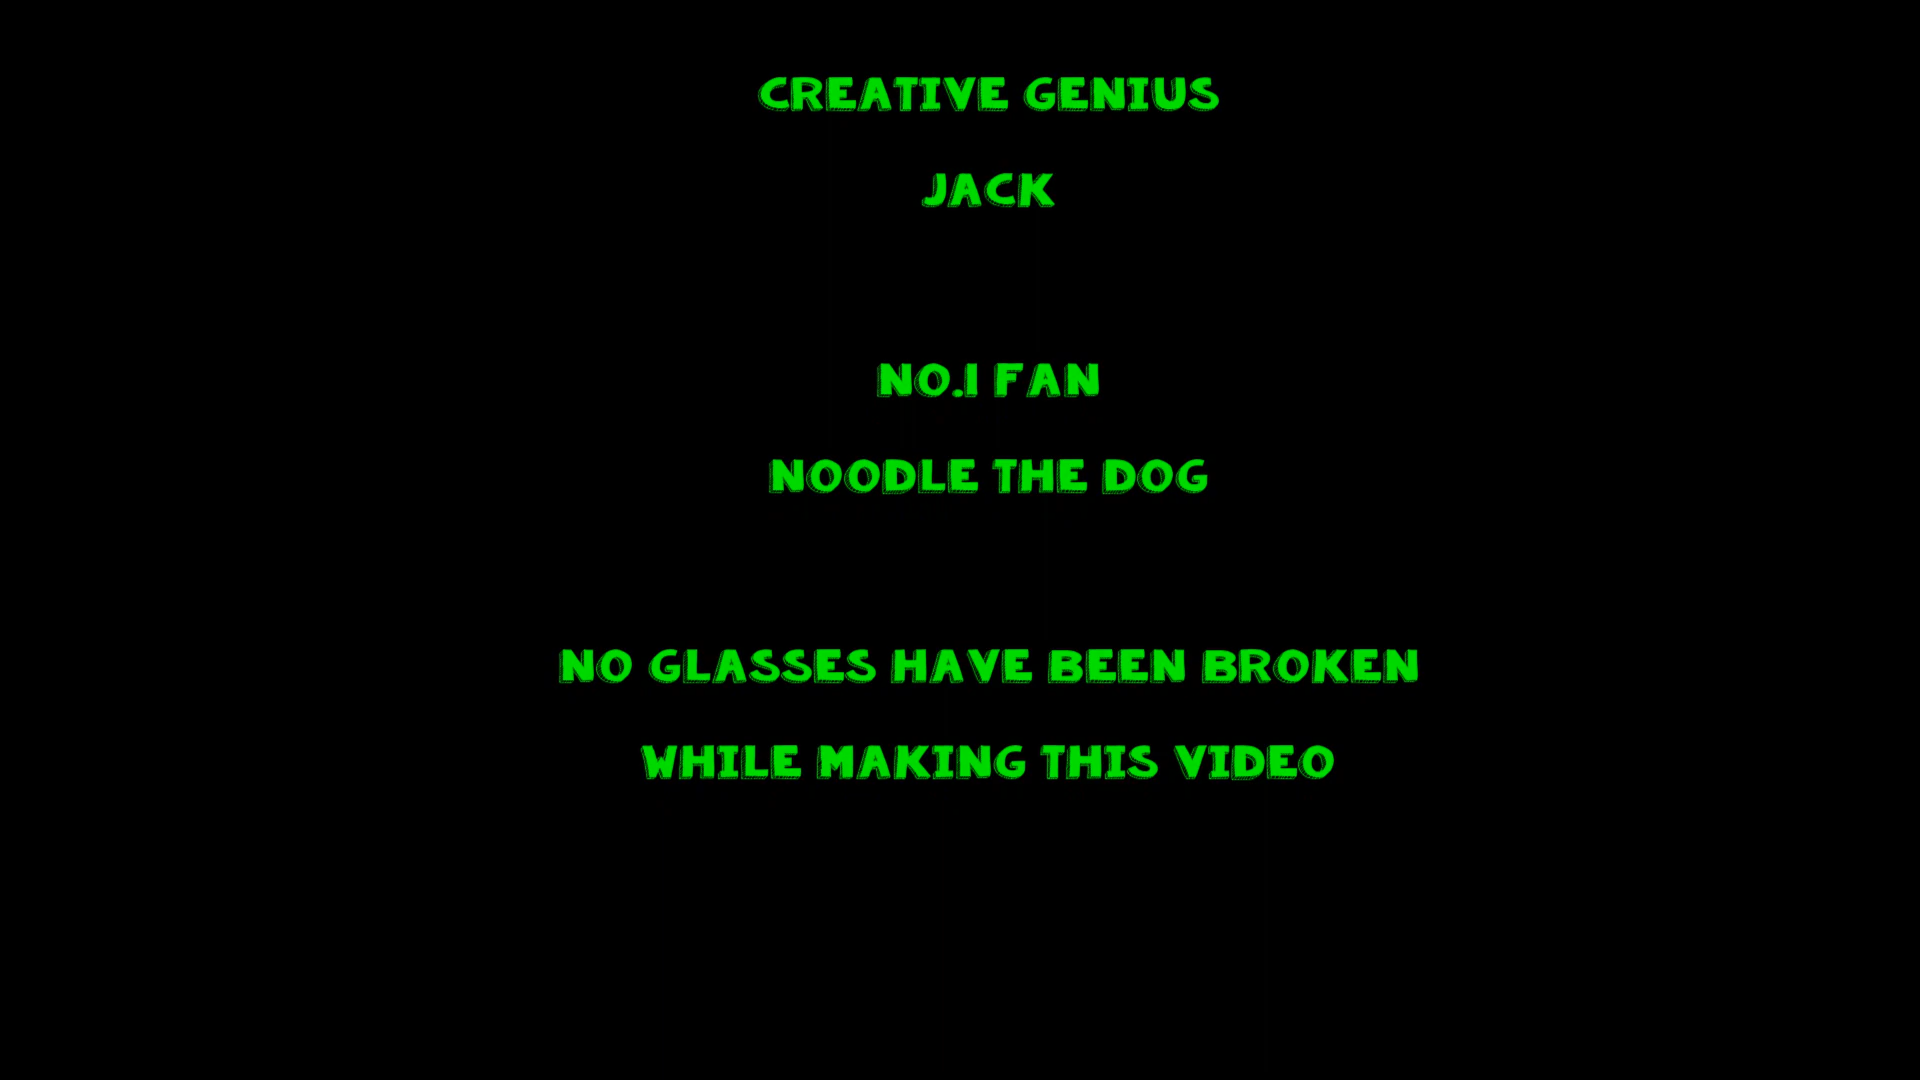 CREATIVE GENIUS
JACK
NO.1 FAN
NOODLE THE DOG
NO GLASSES HAVE BEEN BROKEN
WHILE MAKING THIS VIDEO